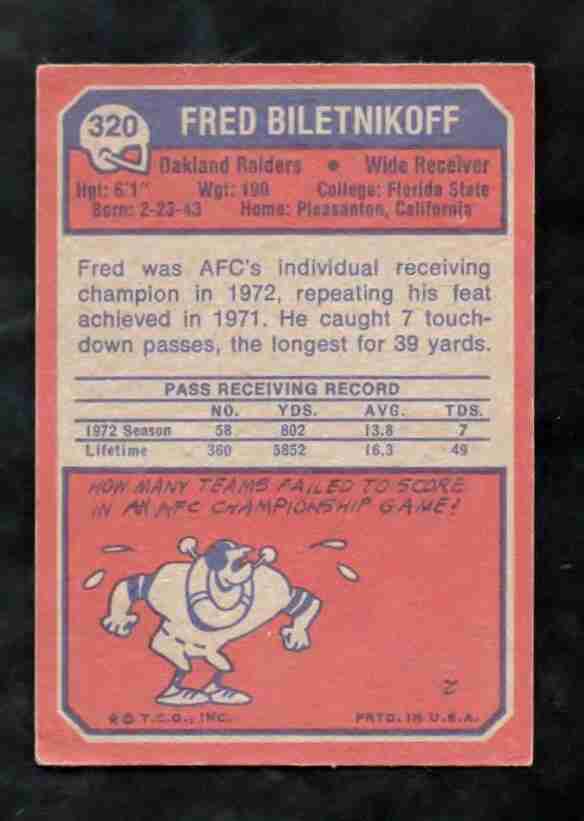 320
FRED BILETNIKOFF
Oakland Raiders • Wide Receiver
Hgt: 6'1" Wgt: 190 College: Florida State
Born: 2-23-43 Home: Pleasanton, California
Fred was AFC's individual receiving
champion in 1972, repeating his feat
achieved in 1971. He caught 7 touch-
down passes, the longest for 39 yards.
PASS RECEIVING RECORD
NO. YDS. AVG. TDS.
1972 Season 58 802 13.8 7
Lifetime 360 5852 16.3 49
HOW MANY TEAMS FAILED TO SCORE
IN AN AFC CHAMPIONSHIP GAME?
2
® © T.C.G., INC. PRTD. IN U.S.A.